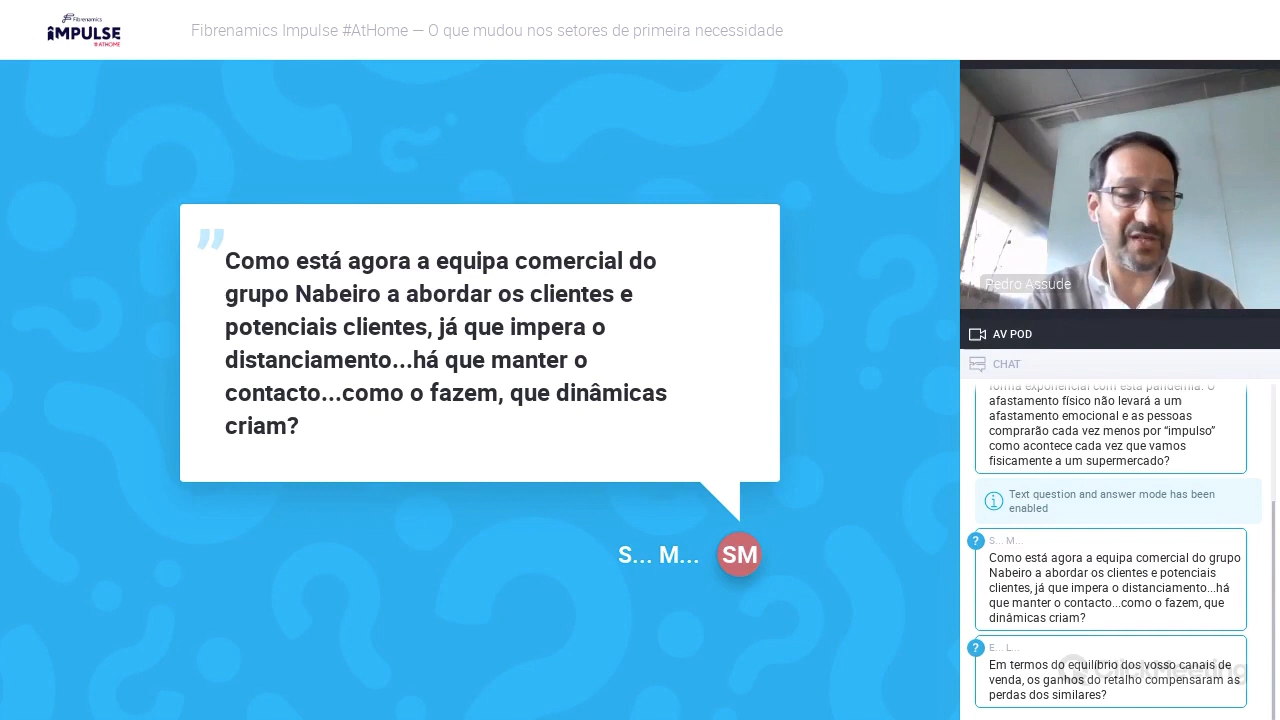 Fibrenamics
IMPULSE
#ATHOME
Fibrenamics Impulse #AtHome — O que mudou nos setores de primeira necessidade
Como está agora a equipa comercial do
grupo Nabeiro a abordar os clientes e
potenciais clientes, já que impera o
distanciamento...há que manter o
contacto...como o fazem, que dinâmicas
criam?
S... M...
SM
Pedro Assude
AV POD
CHAT
forma exponencial com esta pandemia. O
afastamento físico não levará a um
afastamento emocional e as pessoas
comprarão cada vez menos por “impulso”
como acontece cada vez que vamos
fisicamente a um supermercado?
Text question and answer mode has been
enabled
?
S... M...
Como está agora a equipa comercial do grupo
Nabeiro a abordar os clientes e potenciais
clientes, já que impera o distanciamento...há
que manter o contacto...como o fazem, que
dinâmicas criam?
?
E... L...
Em termos do equilíbrio dos vosso canais de
venda, os ganhos do retalho compensaram as
perdas dos similares?
ClickMeeting